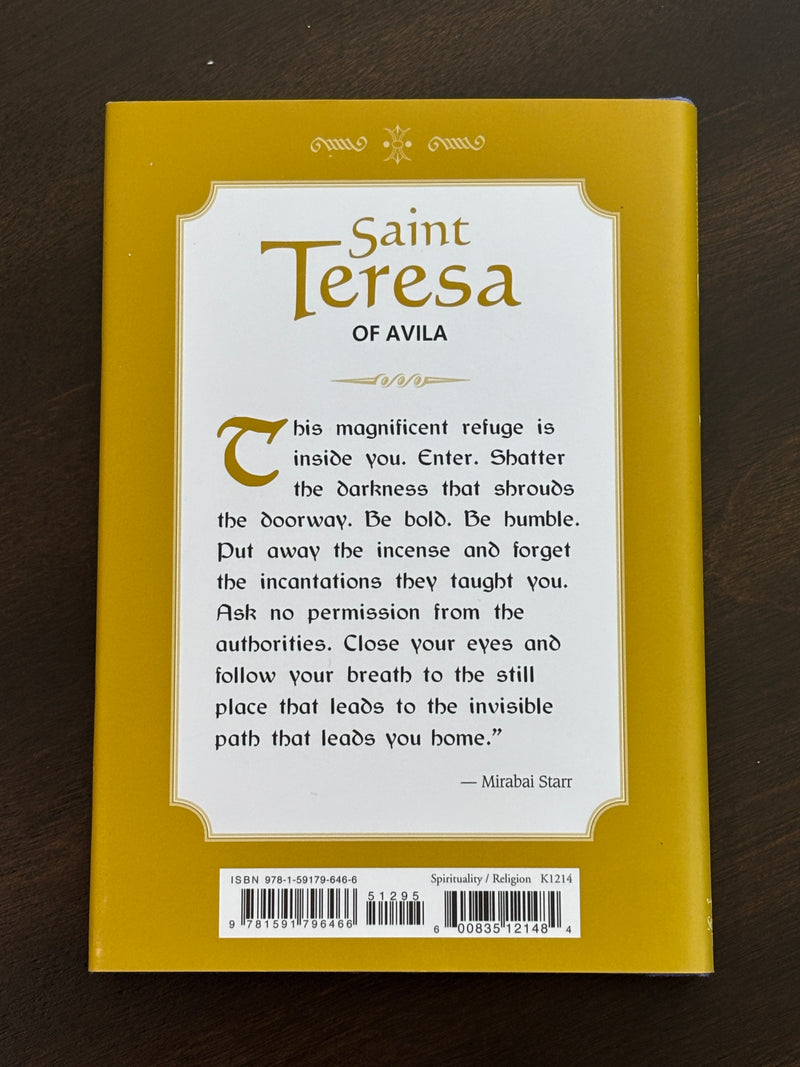 Saint
Teresa
OF AVILA
This magnificent refuge is
inside you. Enter. Shatter
the darkness that shrouds
the doorway. Be bold. Be humble.
Put away the incense and forget
the incantations they taught you.
Ask no permission from the
authorities. Close your eyes and
follow your breath to the still
place that leads to the invisible
path that leads you home.”
— Mirabai Starr
ISBN 978-1-59179-646-6
51295
9 781591 796466
Spirituality / Religion K1214
6 00835 12148 4